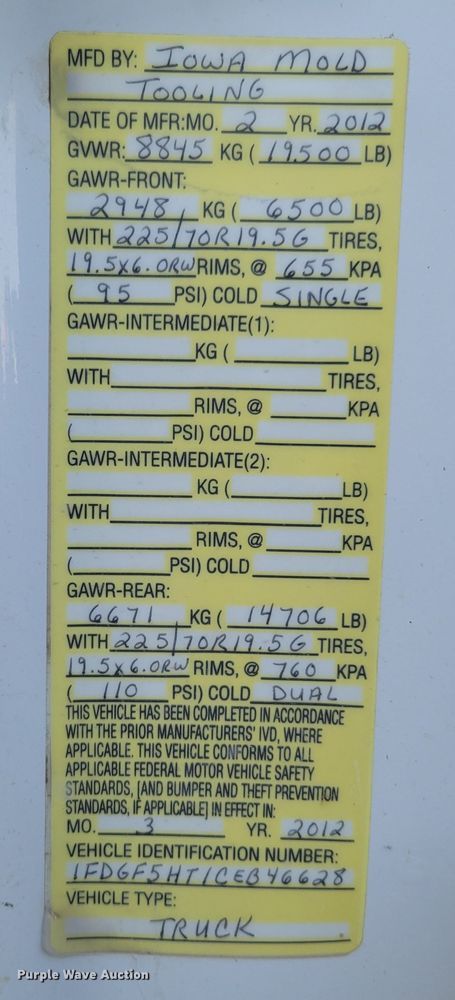 MFD BY: IOWA MOLD
TOOLING
DATE OF MFR:MO. 2 YR. 2012
GVWR: 8845 KG ( 19,500 LB)
GAWR-FRONT:
2948 KG ( 6500 LB)
WITH 225/70R19.5G TIRES,
19.5x6.0RW RIMS, @ 655 KPA
( 95 PSI) COLD SINGLE
GAWR-INTERMEDIATE(1):
KG ( LB)
WITH TIRES,
RIMS, @ KPA
( PSI) COLD
GAWR-INTERMEDIATE(2):
KG ( LB)
WITH TIRES,
RIMS, @ KPA
( PSI) COLD
GAWR-REAR:
6671 KG ( 14706 LB)
WITH 225/70R19.5G TIRES,
19.5x6.0RW RIMS, @ 760 KPA
( 110 PSI) COLD DUAL
THIS VEHICLE HAS BEEN COMPLETED IN ACCORDANCE
WITH THE PRIOR MANUFACTURERS' IVD, WHERE
APPLICABLE. THIS VEHICLE CONFORMS TO ALL
APPLICABLE FEDERAL MOTOR VEHICLE SAFETY
STANDARDS, [AND BUMPER AND THEFT PREVENTION
STANDARDS, IF APPLICABLE] IN EFFECT IN:
MO. 3 YR. 2012
VEHICLE IDENTIFICATION NUMBER:
1FDGF5HT1CEB46628
VEHICLE TYPE:
TRUCK
Purple Wave Auction